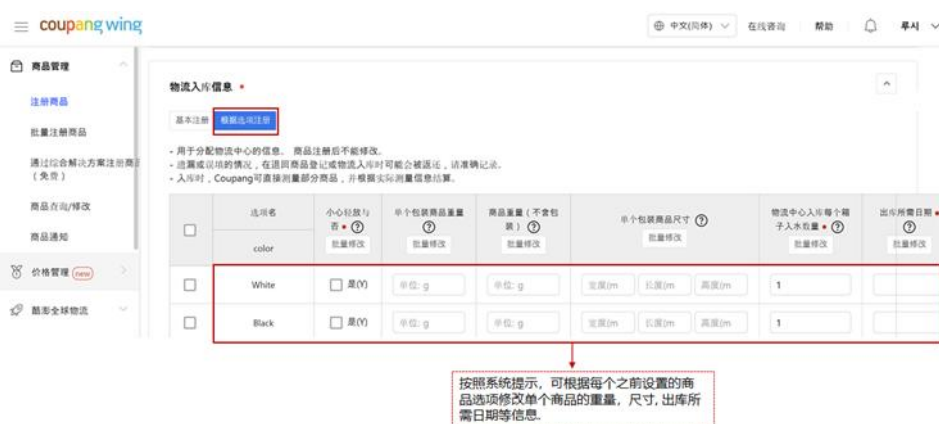 coupang wing
中文(简体)
在线咨询
帮助
루시
商品管理
注册商品
批量注册商品
通过综合解决方案注册商
(免费)
商品查询/修改
商品通知
价格管理 new
酷澎全球物流
物流入库信息
基本注册
根据选项注册
- 用于分配物流中心的信息。 商品注册后不能修改。
- 遗漏或误填的情况,在退回商品登记或物流入库时可能会被返还,请准确记录。
- 入库时,Coupang可直接测量部分商品,并根据实际测量信息结算。
选项名
color
小心轻放与
否 ?
批量修改
单个包装商品重量
?
批量修改
商品重量(不含包
装) ?
批量修改
单个包装商品尺寸 ?
批量修改
物流中心入库每个箱
子入水数量 ?
批量修改
出库所需日期
?
批量修改
White
是(Y)
单位: g
单位: g
宽度(m
长度(m
高度(m
1
Black
是(Y)
单位: g
单位: g
宽度(m
长度(m
高度(m
1
按照系统提示，可根据每个之前设置的商
品选项修改单个商品的重量，尺寸, 出库所
需日期等信息.